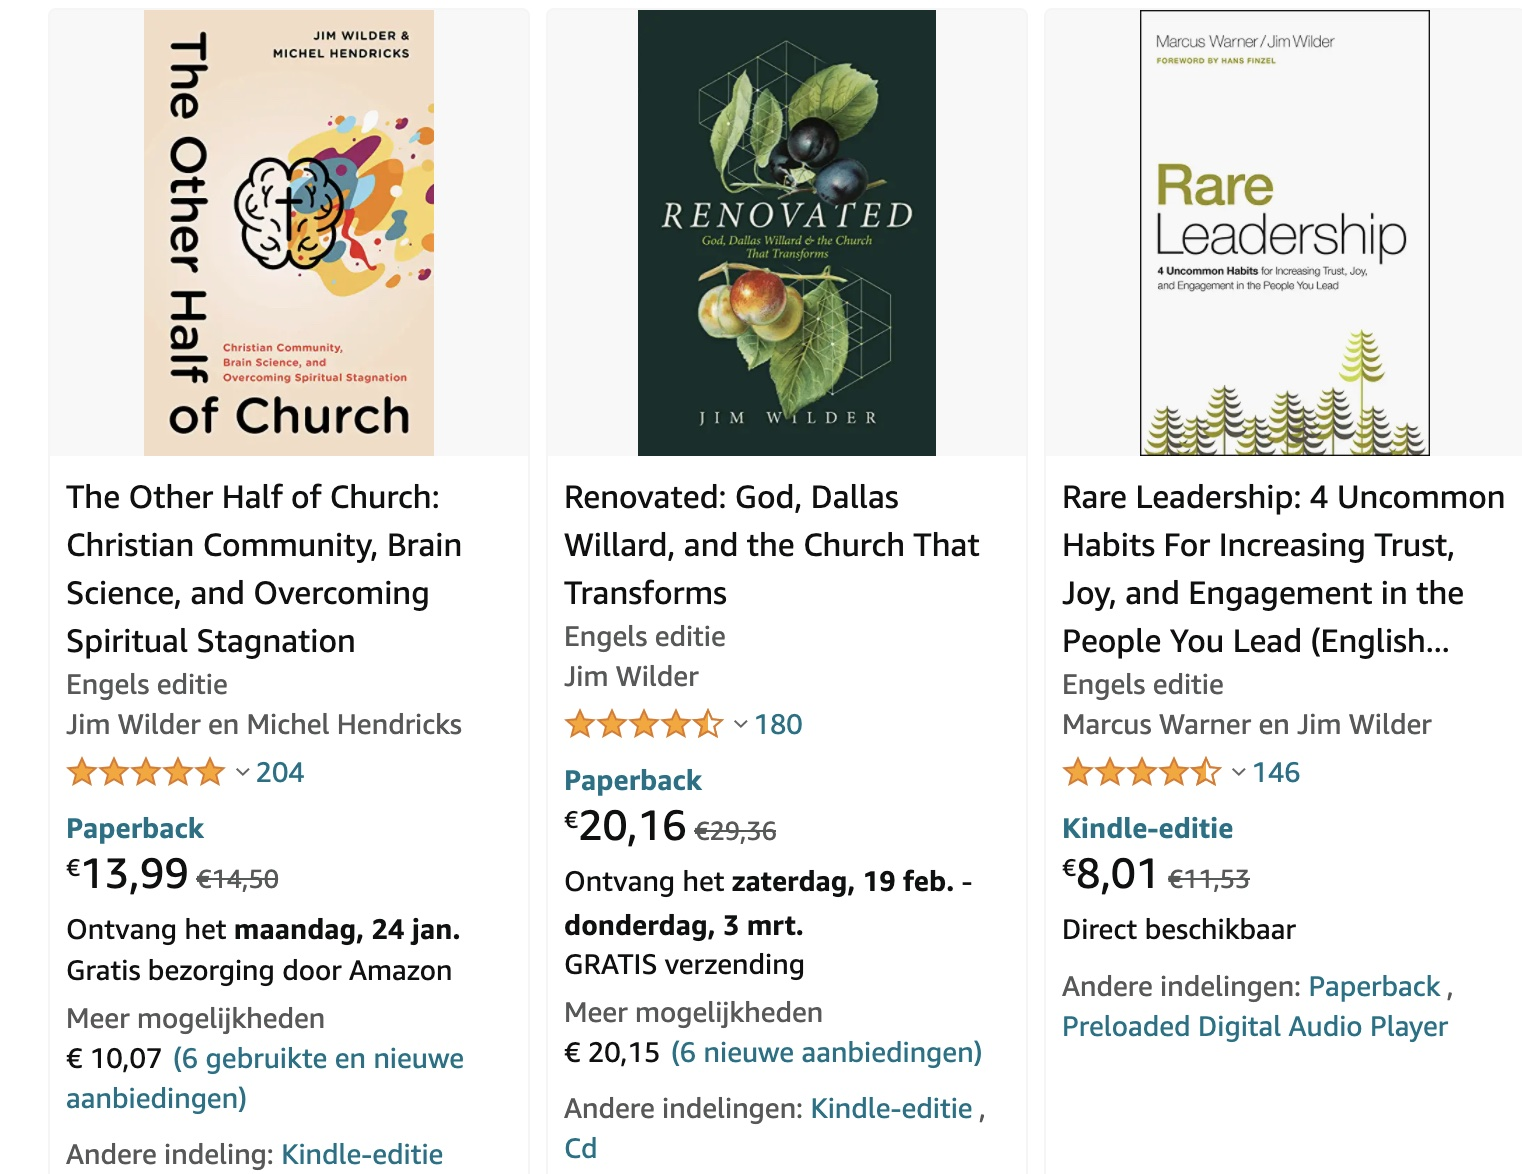 The Other Half
of Church
JIM WILDER &
MICHEL HENDRICKS
Christian Community,
Brain Science, and
Overcoming Spiritual Stagnation
The Other Half of Church:
Christian Community, Brain
Science, and Overcoming
Spiritual Stagnation
Engels editie
Jim Wilder en Michel Hendricks
204
Paperback
€13,99 €14,50
Ontvang het maandag, 24 jan.
Gratis bezorging door Amazon
Meer mogelijkheden
€ 10,07 (6 gebruikte en nieuwe
aanbiedingen)
Andere indeling: Kindle-editie
RENOVATED
God, Dallas Willard & the Church
That Transforms
JIM WILDER
Renovated: God, Dallas
Willard, and the Church That
Transforms
Engels editie
Jim Wilder
180
Paperback
€20,16 €29,36
Ontvang het zaterdag, 19 feb. -
donderdag, 3 mrt.
GRATIS verzending
Meer mogelijkheden
€ 20,15 (6 nieuwe aanbiedingen)
Andere indelingen: Kindle-editie ,
Cd
Marcus Warner/Jim Wilder
FOREWORD BY HANS FINZEL
Rare
Leadership
4 Uncommon Habits for Increasing Trust, Joy,
and Engagement in the People You Lead
Rare Leadership: 4 Uncommon
Habits For Increasing Trust,
Joy, and Engagement in the
People You Lead (English...
Engels editie
Marcus Warner en Jim Wilder
146
Kindle-editie
€8,01 €11,53
Direct beschikbaar
Andere indelingen: Paperback ,
Preloaded Digital Audio Player